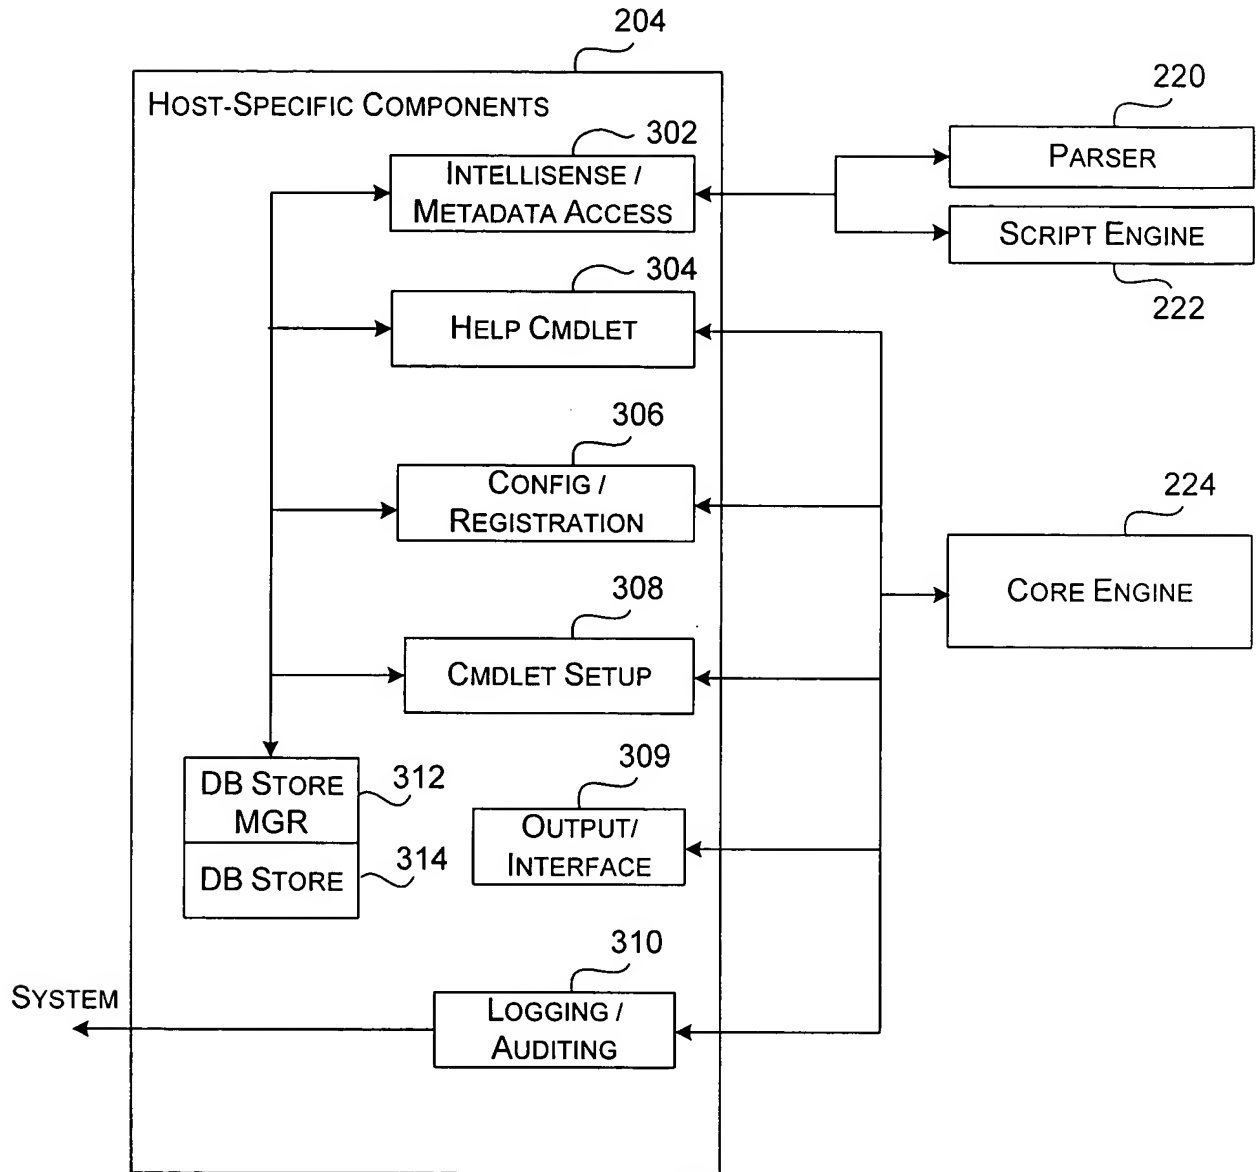 204
HOST-SPECIFIC COMPONENTS
302
INTELLISENSE /
METADATA ACCESS
220
PARSER
SCRIPT ENGINE
222
304
HELP CMDLET
306
CONFIG /
REGISTRATION
224
CORE ENGINE
308
CMDLET SETUP
DB STORE
MGR
312
DB STORE
314
309
OUTPUT/
INTERFACE
310
LOGGING /
AUDITING
SYSTEM